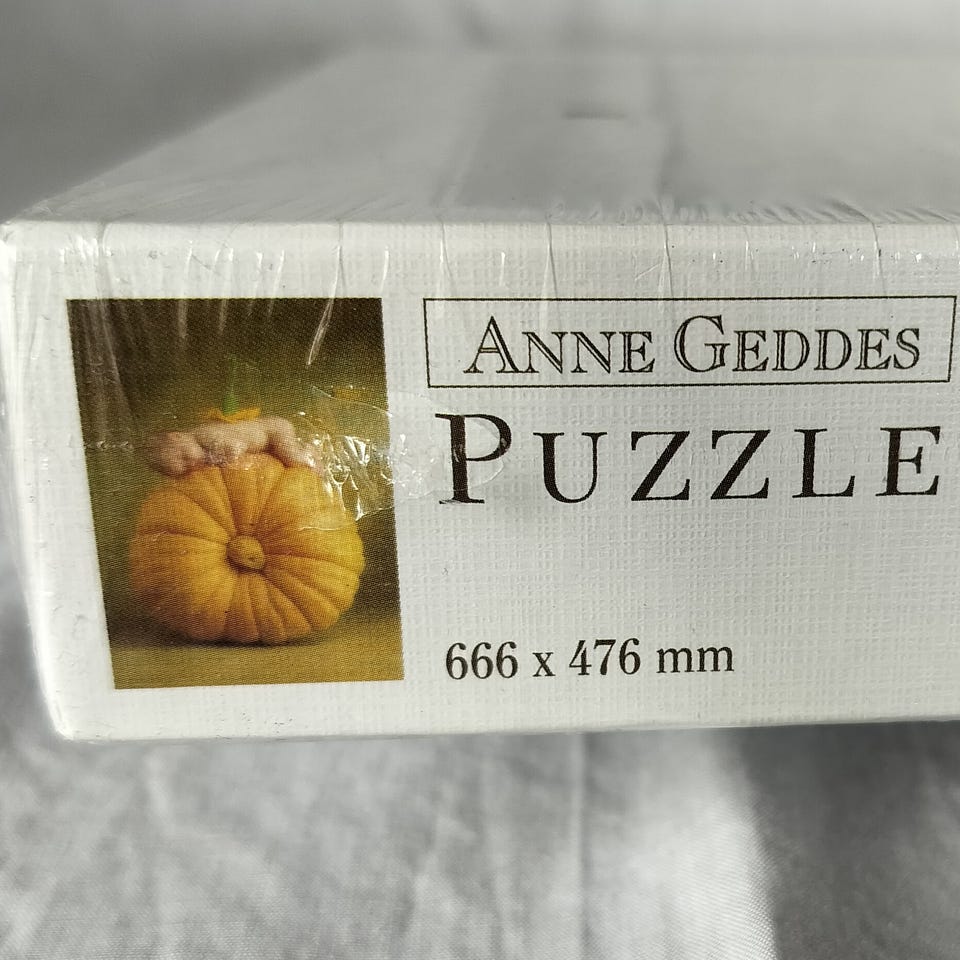 ANNE GEDDES
PUZZLE
666 x 476 mm